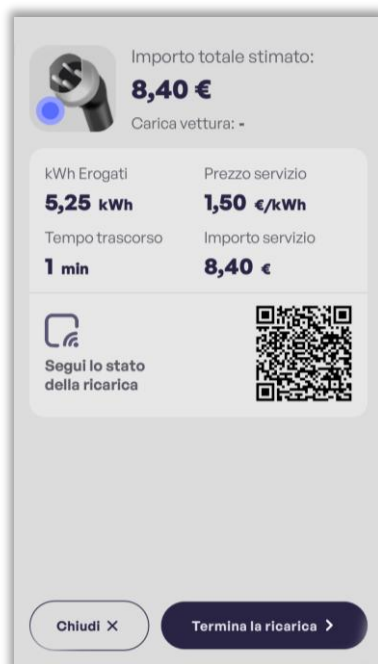 Importo totale stimato:
8,40 €
Carica vettura: -
kWh Erogati
5,25 kWh
Prezzo servizio
1,50 €/kWh
Tempo trascorso
1 min
Importo servizio
8,40 €
Segui lo stato
della ricarica
Chiudi ✕
Termina la ricarica >